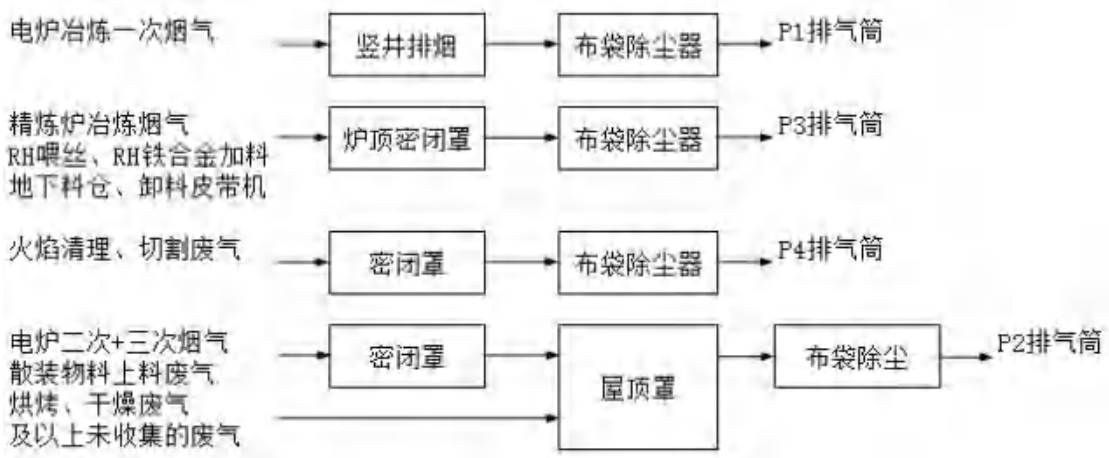 电炉冶炼一次烟气
竖井排烟
布袋除尘器
P1排气筒
精炼炉冶炼烟气
RH喂丝、RH铁合金加料
地下料仓、卸料皮带机
炉顶密闭罩
布袋除尘器
P3排气筒
火焰清理、切割废气
密闭罩
布袋除尘器
P4排气筒
电炉二次+三次烟气
散装物料上料废气
烘烤、干燥废气
及以上未收集的废气
密闭罩
屋顶罩
布袋除尘
P2排气筒